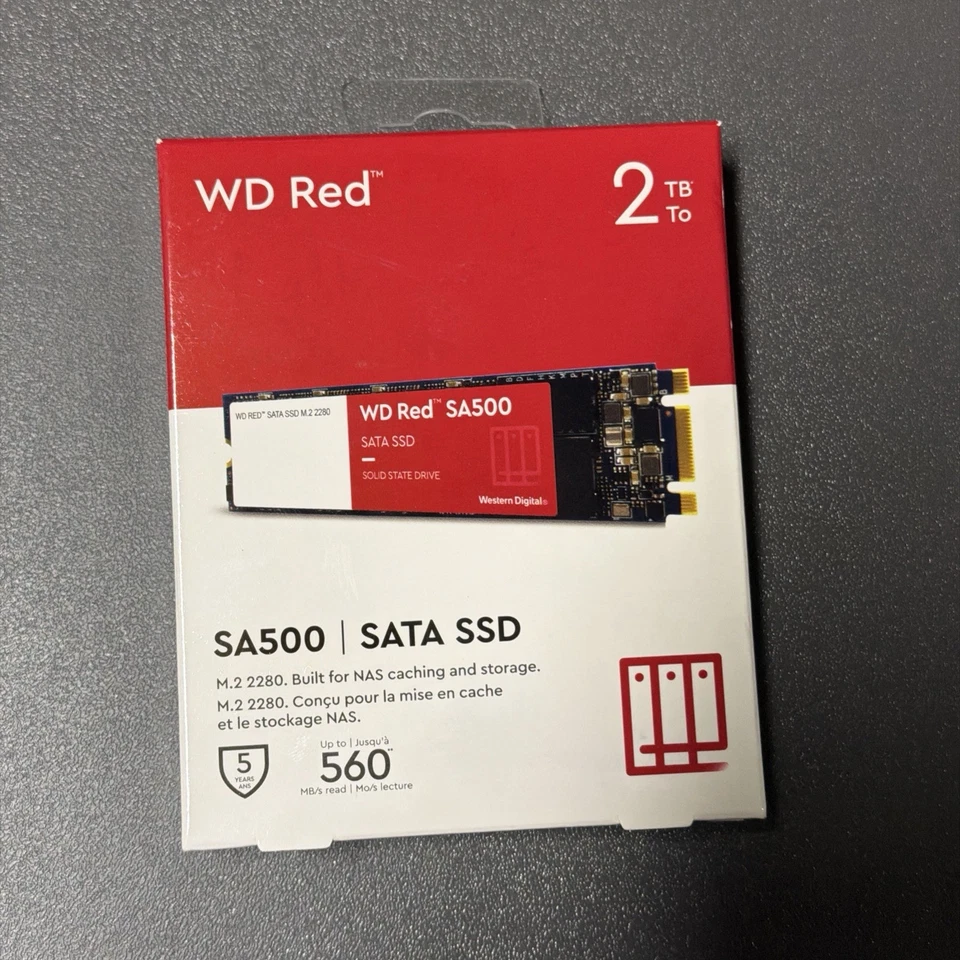 WD Red™
2 TB*
To
WD RED™ SATA SSD M.2 2280
WD Red™ SA500
SATA SSD
SOLID STATE DRIVE
Western Digital®
SA500 | SATA SSD
M.2 2280. Built for NAS caching and storage.
M.2 2280. Conçu pour la mise en cache
et le stockage NAS.
5
YEARS
ANS
Up to | Jusqu'à
560**
MB/s read | Mo/s lecture